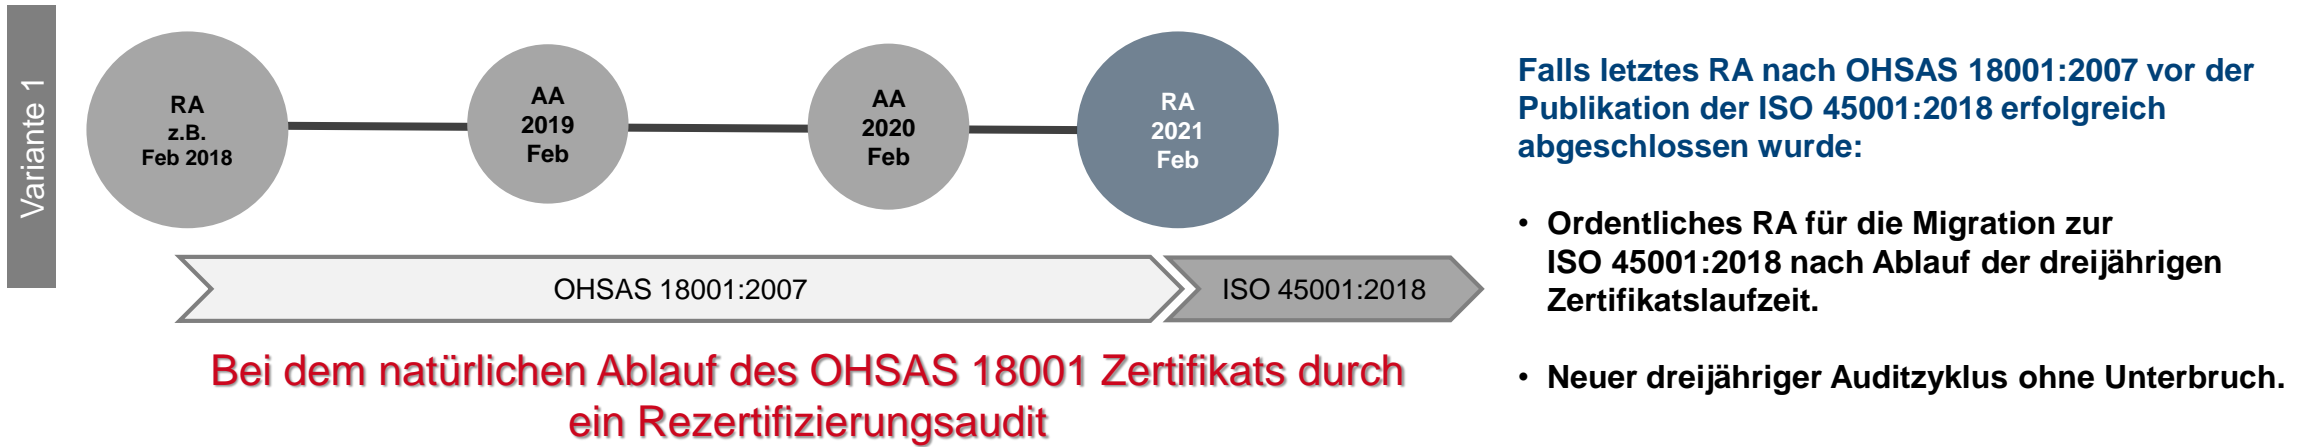 Variante 1
RA
z.B.
Feb 2018
AA
2019
Feb
AA
2020
Feb
RA
2021
Feb
OHSAS 18001:2007
ISO 45001:2018
Bei dem natürlichen Ablauf des OHSAS 18001 Zertifikats durch
ein Rezertifizierungsaudit
Falls letztes RA nach OHSAS 18001:2007 vor der
Publikation der ISO 45001:2018 erfolgreich
abgeschlossen wurde:
• Ordentliches RA für die Migration zur
ISO 45001:2018 nach Ablauf der dreijährigen
Zertifikatslaufzeit.
• Neuer dreijähriger Auditzyklus ohne Unterbruch.